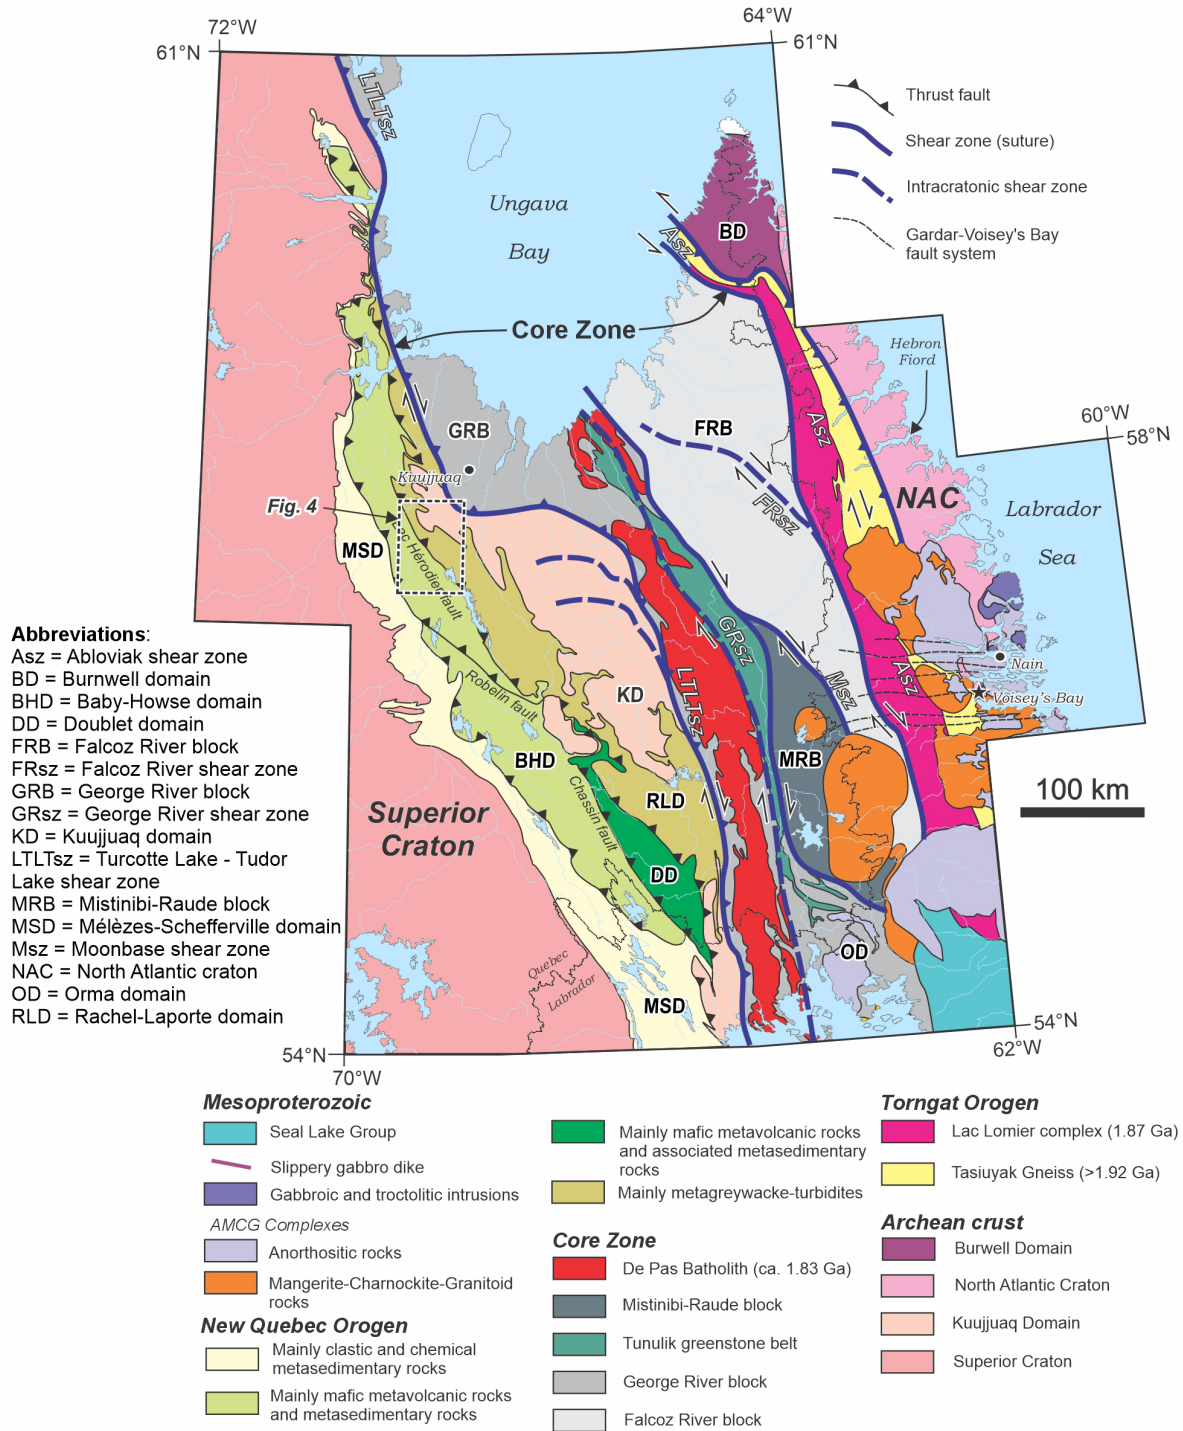 72°W
64°W
61°N
61°N
LTLTsz
Thrust fault
Shear zone (suture)
Intracratonic shear zone
Gardar-Voisey's Bay
fault system
Ungava
Bay
BD
Asz
Core Zone
Hebron
Fiord
60°W
58°N
GRB
FRB
Asz
Kuujjuaq
NAC
Fig. 4
FRsz
Labrador
Sea
MSD
Lac Hérodier fault
GRsz
Nain
Asz
Msz
Voisey's Bay
Robelin fault
KD
LTLTsz
BHD
MRB
100 km
Chassin fault
RLD
Superior
Craton
DD
OD
Quebec
Labrador
MSD
54°N
54°N
70°W
62°W
Abbreviations:
Asz = Abloviak shear zone
BD = Burnwell domain
BHD = Baby-Howse domain
DD = Doublet domain
FRB = Falcoz River block
FRsz = Falcoz River shear zone
GRB = George River block
GRsz = George River shear zone
KD = Kuujjuaq domain
LTLTsz = Turcotte Lake - Tudor
Lake shear zone
MRB = Mistinibi-Raude block
MSD = Mélèzes-Schefferville domain
Msz = Moonbase shear zone
NAC = North Atlantic craton
OD = Orma domain
RLD = Rachel-Laporte domain
Mesoproterozoic
Seal Lake Group
Slippery gabbro dike
Gabbroic and troctolitic intrusions
AMCG Complexes
Anorthositic rocks
Mangerite-Charnockite-Granitoid
rocks
New Quebec Orogen
Mainly clastic and chemical
metasedimentary rocks
Mainly mafic metavolcanic rocks
and metasedimentary rocks
Mainly mafic metavolcanic rocks
and associated metasedimentary
rocks
Mainly metagreywacke-turbidites
Core Zone
De Pas Batholith (ca. 1.83 Ga)
Mistinibi-Raude block
Tunulik greenstone belt
George River block
Falcoz River block
Torngat Orogen
Lac Lomier complex (1.87 Ga)
Tasiuyak Gneiss (>1.92 Ga)
Archean crust
Burwell Domain
North Atlantic Craton
Kuujjuaq Domain
Superior Craton